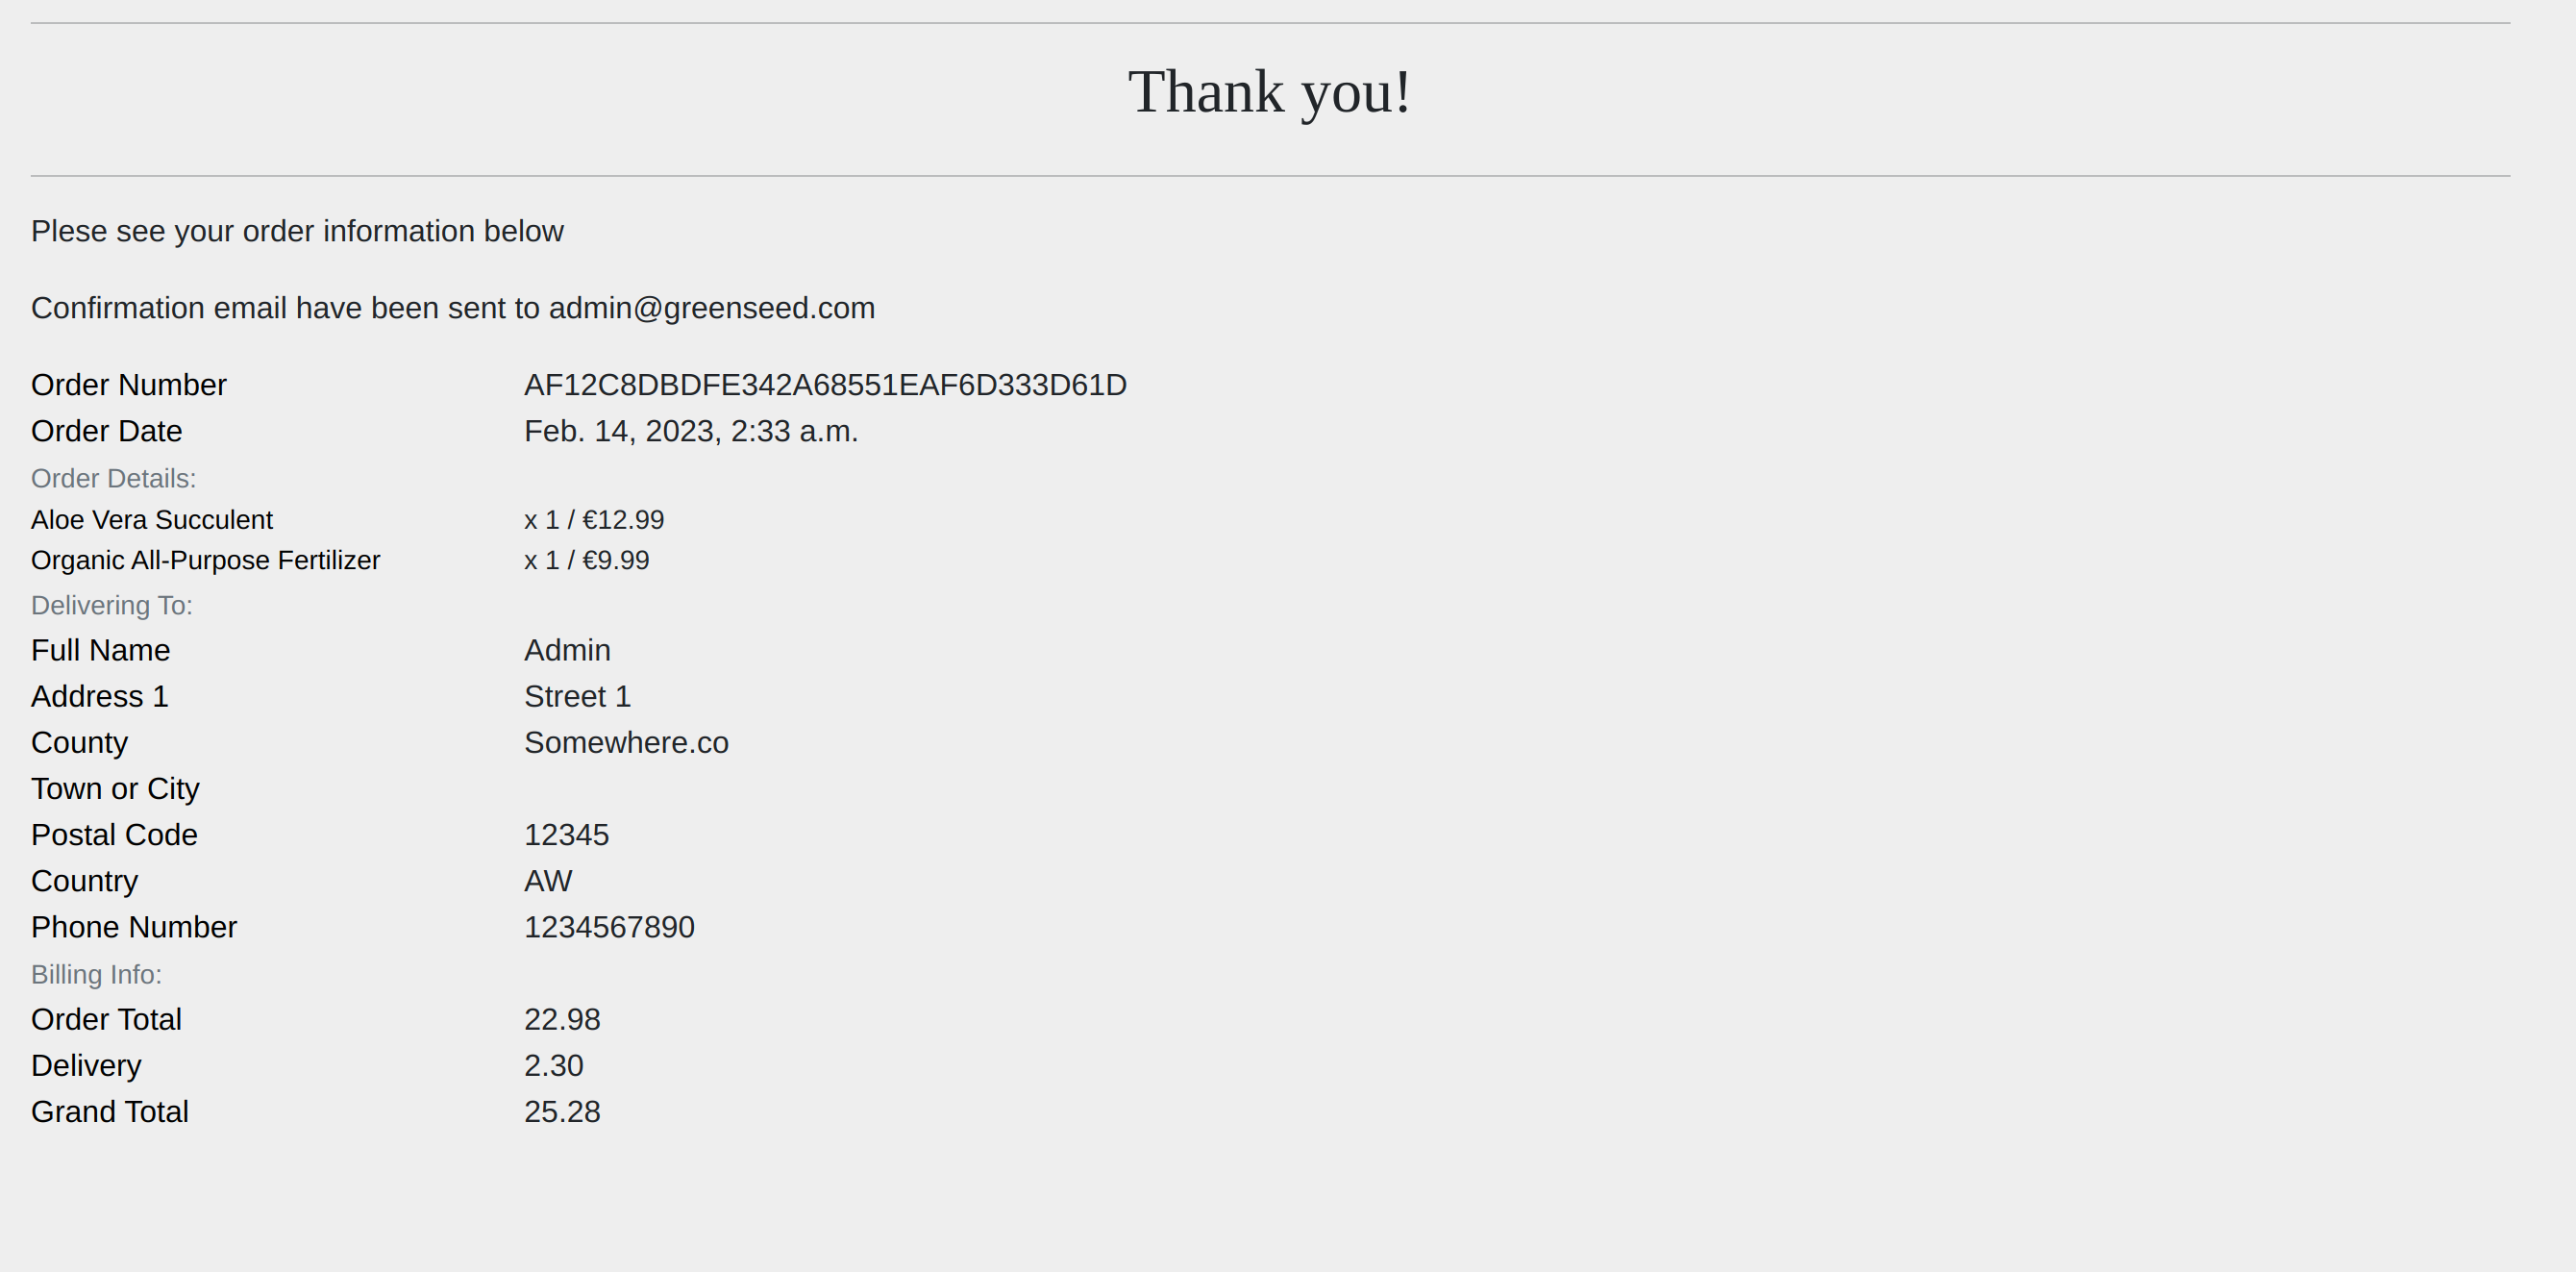 Thank you!
Plese see your order information below
Confirmation email have been sent to admin@greenseed.com
Order Number AF12C8DBDFE342A68551EAF6D333D61D
Order Date Feb. 14, 2023, 2:33 a.m.
Order Details:
Aloe Vera Succulent x 1 / €12.99
Organic All-Purpose Fertilizer x 1 / €9.99
Delivering To:
Full Name Admin
Address 1 Street 1
County Somewhere.co
Town or City
Postal Code 12345
Country AW
Phone Number 1234567890
Billing Info:
Order Total 22.98
Delivery 2.30
Grand Total 25.28